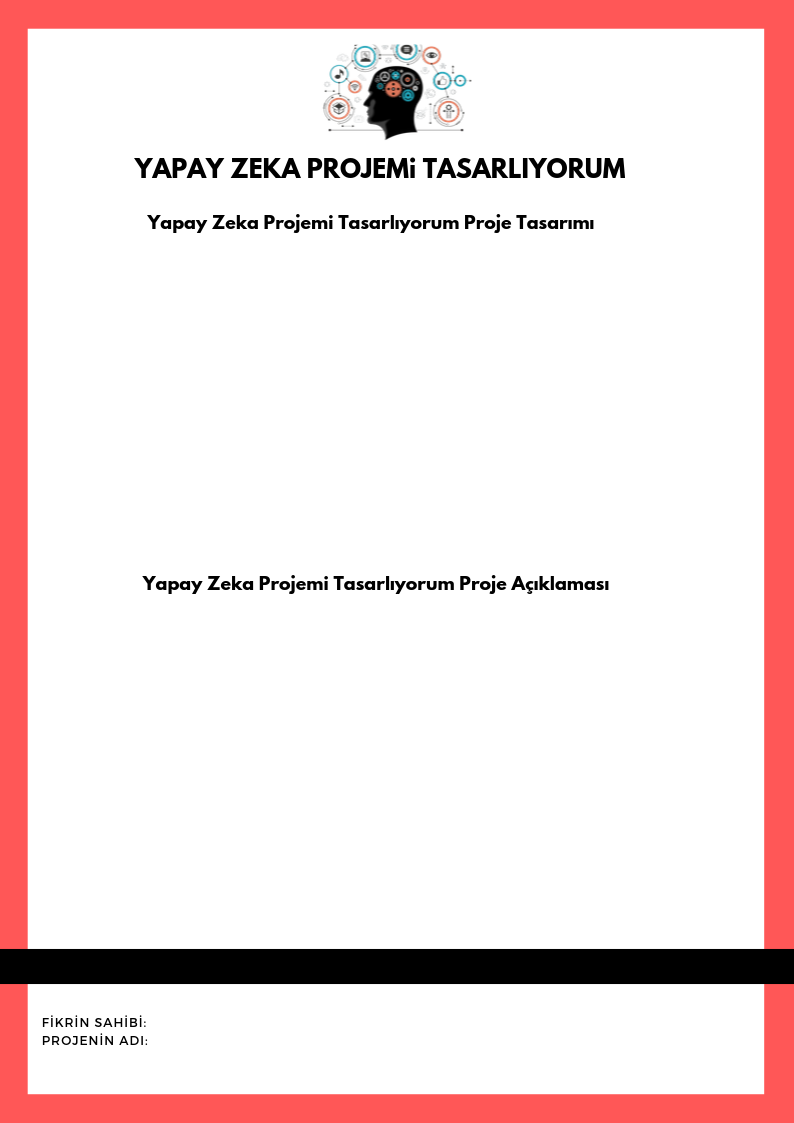 YAPAY ZEKA PROJEMi TASARLIYORUM
Yapay Zeka Projemi Tasarlıyorum Proje Tasarımı
Yapay Zeka Projemi Tasarlıyorum Proje Açıklaması
FİKRİN SAHİBİ:
PROJENİN ADI: